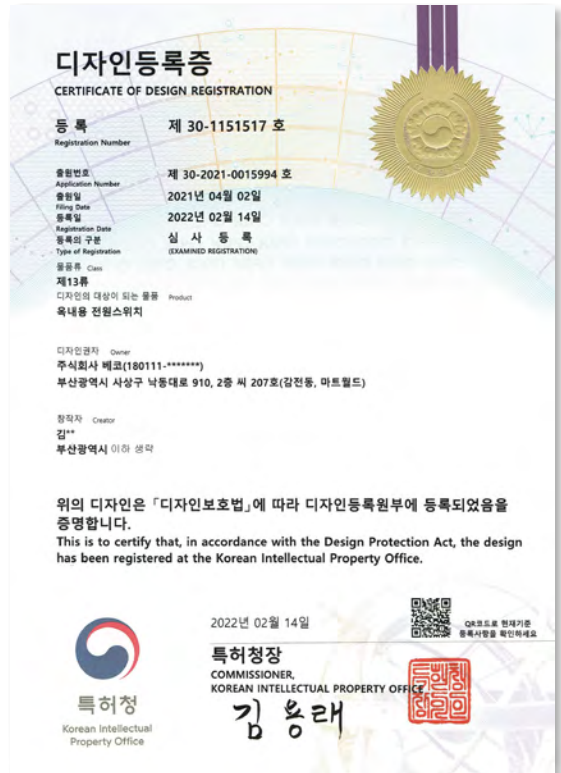 디자인등록증
CERTIFICATE OF DESIGN REGISTRATION
등 록 제 30-1151517 호
Registration Number
출원번호 제 30-2021-0015994 호
Application Number
출원일 2021년 04월 02일
Filing Date
등록일 2022년 02월 14일
Registration Date
등록의 구분 심 사 등 록
Type of Registration (EXAMINED REGISTRATION)
물품류 Class
제13류
디자인의 대상이 되는 물품 Product
옥내용 전원스위치
디자인권자 Owner
주식회사 베코(180111-*******)
부산광역시 사상구 낙동대로 910, 2층 씨 207호(감전동, 마트월드)
창작자 Creator
김**
부산광역시 이하 생략
위의 디자인은 「디자인보호법」에 따라 디자인등록원부에 등록되었음을
증명합니다.
This is to certify that, in accordance with the Design Protection Act, the design
has been registered at the Korean Intellectual Property Office.
2022년 02월 14일
QR코드로 현재기준
등록사항을 확인하세요
특허청장
COMMISSIONER,
KOREAN INTELLECTUAL PROPERTY OFFICE
김용래
특허청
Korean Intellectual
Property Office